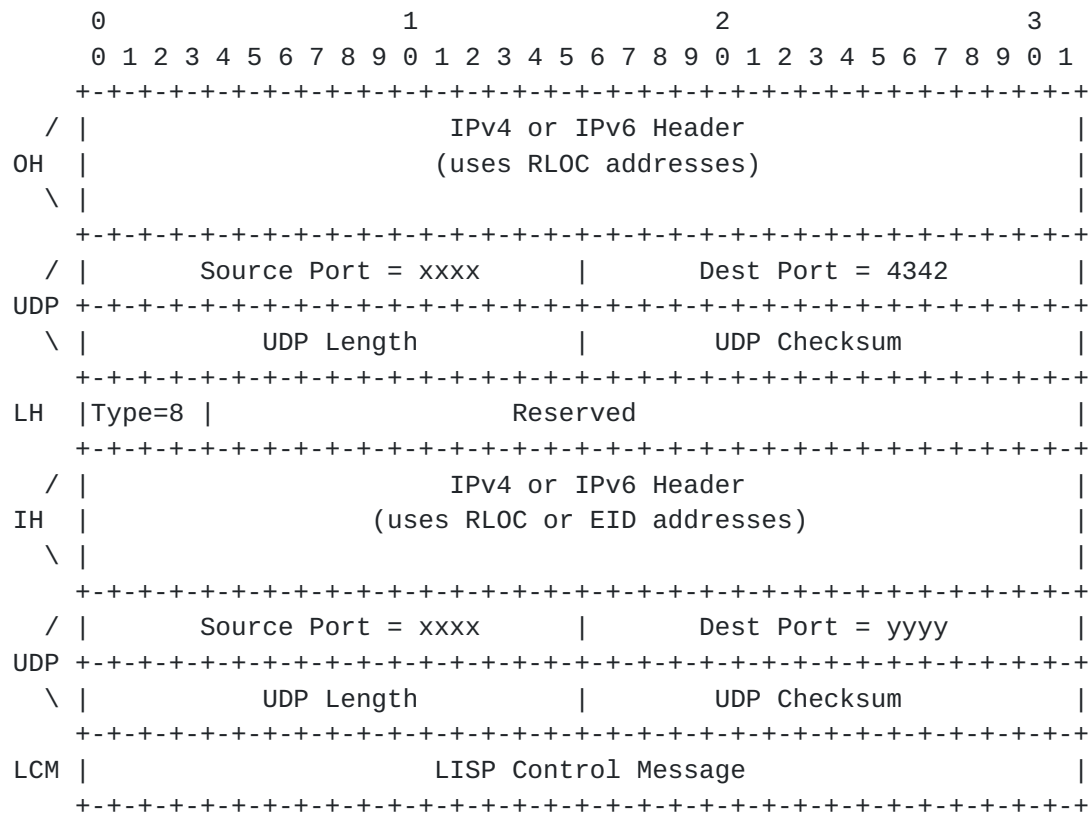 0                   1                   2                   3
 0 1 2 3 4 5 6 7 8 9 0 1 2 3 4 5 6 7 8 9 0 1 2 3 4 5 6 7 8 9 0 1
    +-+-+-+-+-+-+-+-+-+-+-+-+-+-+-+-+-+-+-+-+-+-+-+-+-+-+-+-+-+-+-+-+
  / |                       IPv4 or IPv6 Header                     |
OH  |                      (uses RLOC addresses)                    |
  \ |                                                               |
    +-+-+-+-+-+-+-+-+-+-+-+-+-+-+-+-+-+-+-+-+-+-+-+-+-+-+-+-+-+-+-+-+
  / |       Source Port = xxxx      |       Dest Port = 4342        |
UDP +-+-+-+-+-+-+-+-+-+-+-+-+-+-+-+-+-+-+-+-+-+-+-+-+-+-+-+-+-+-+-+-+
  \ |           UDP Length          |        UDP Checksum           |
    +-+-+-+-+-+-+-+-+-+-+-+-+-+-+-+-+-+-+-+-+-+-+-+-+-+-+-+-+-+-+-+-+
LH  |Type=8 |                   Reserved                            |
    +-+-+-+-+-+-+-+-+-+-+-+-+-+-+-+-+-+-+-+-+-+-+-+-+-+-+-+-+-+-+-+-+
  / |                       IPv4 or IPv6 Header                     |
IH  |                  (uses RLOC or EID addresses)                 |
  \ |                                                               |
    +-+-+-+-+-+-+-+-+-+-+-+-+-+-+-+-+-+-+-+-+-+-+-+-+-+-+-+-+-+-+-+-+
  / |       Source Port = xxxx      |       Dest Port = yyyy        |
UDP +-+-+-+-+-+-+-+-+-+-+-+-+-+-+-+-+-+-+-+-+-+-+-+-+-+-+-+-+-+-+-+-+
  \ |           UDP Length          |        UDP Checksum           |
    +-+-+-+-+-+-+-+-+-+-+-+-+-+-+-+-+-+-+-+-+-+-+-+-+-+-+-+-+-+-+-+-+
LCM |                      LISP Control Message                     |
    +-+-+-+-+-+-+-+-+-+-+-+-+-+-+-+-+-+-+-+-+-+-+-+-+-+-+-+-+-+-+-+-+